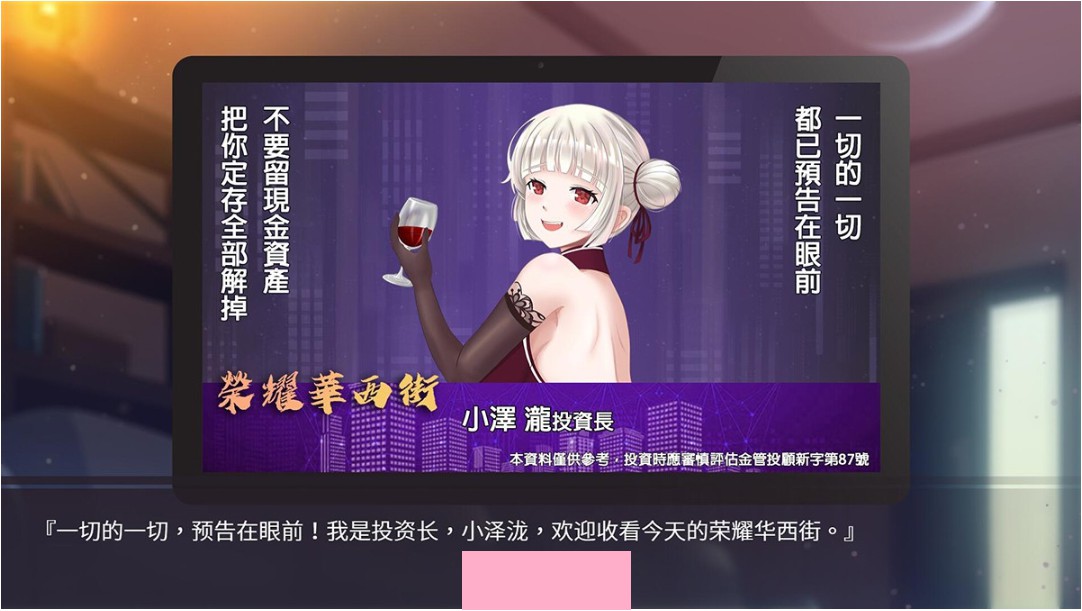 一切的一切
都已預告在眼前
不要留現金資產
把你定存全部解掉
榮耀華西街
小澤 瀧投資長
本資料僅供參考，投資時應審慎評估金管投顧新字第87號
『一切的一切，预告在眼前！我是投资长，小泽泷，欢迎收看今天的荣耀华西街。』